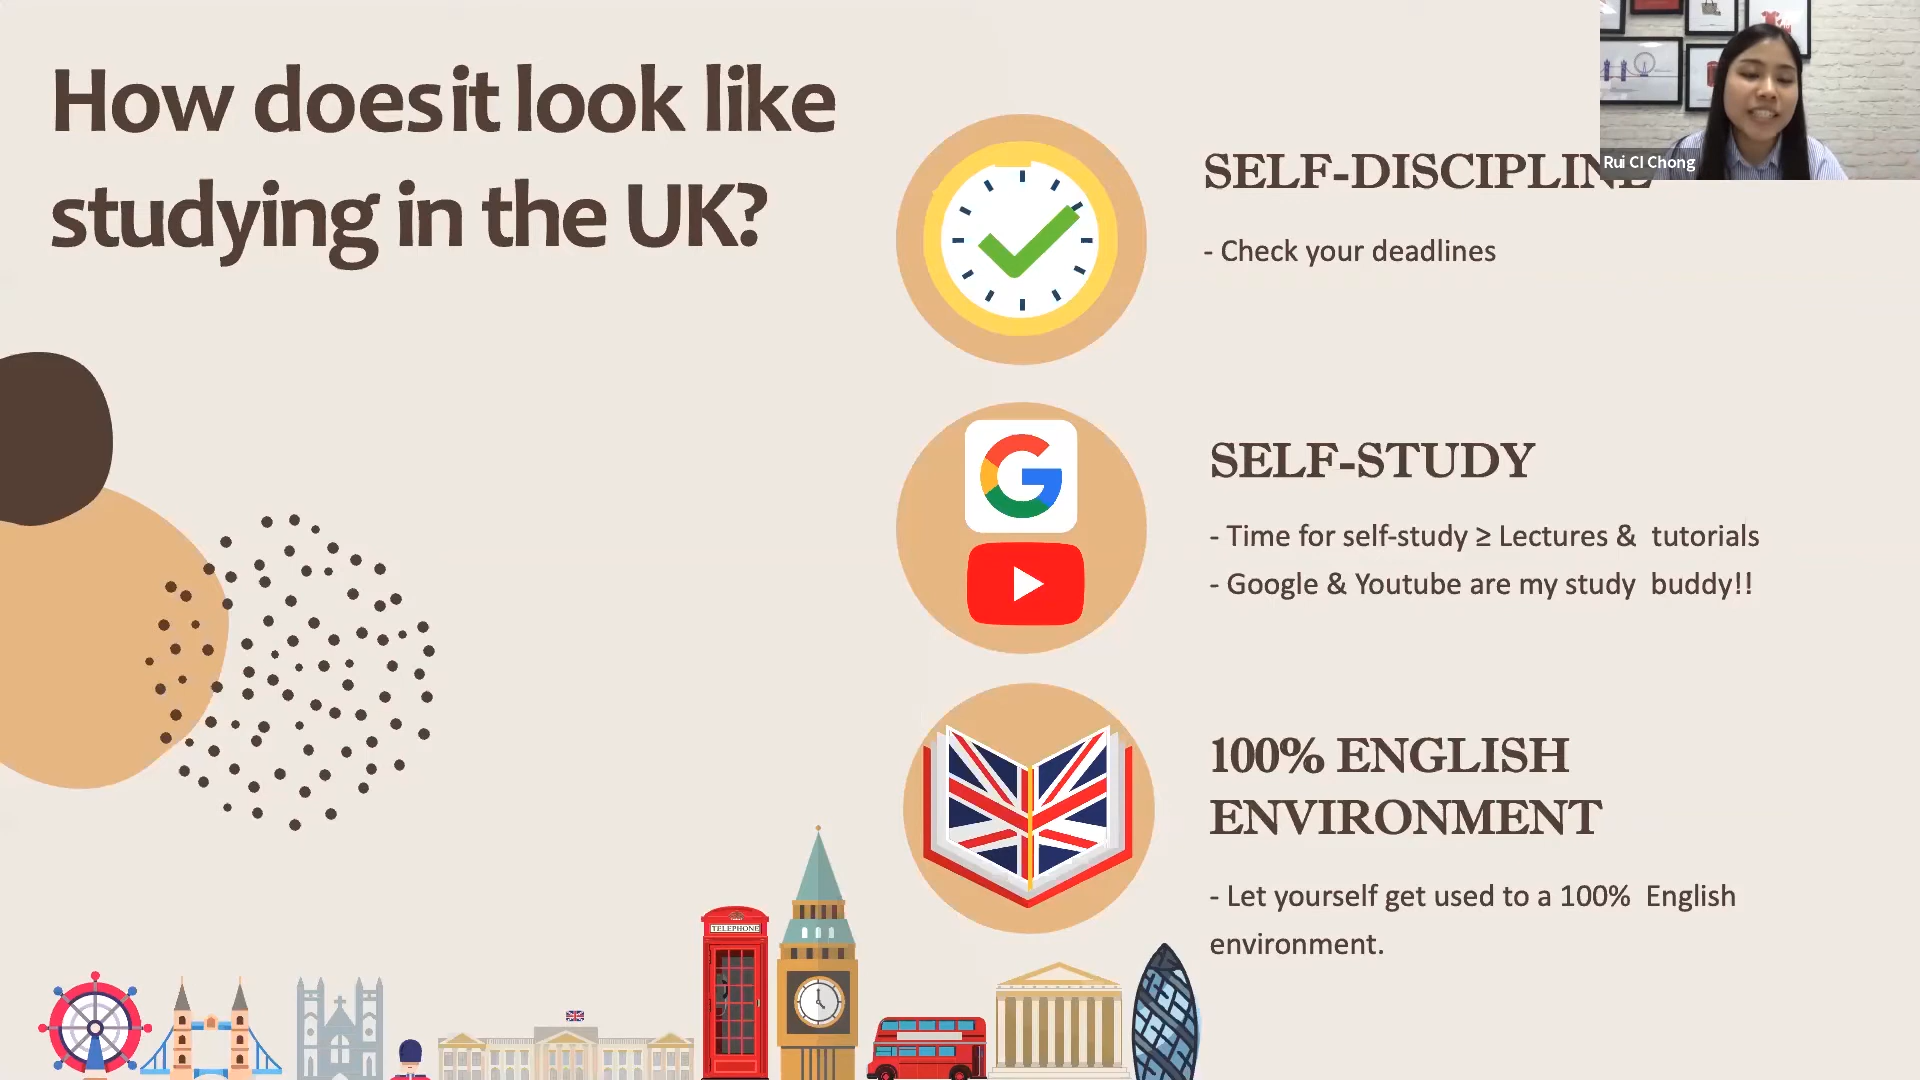 How does it look like
studying in the UK?
SELF-DISCIPLINE
Rui CI Chong
- Check your deadlines
SELF-STUDY
- Time for self-study ≥ Lectures & tutorials
- Google & Youtube are my study buddy!!
100% ENGLISH
ENVIRONMENT
- Let yourself get used to a 100% English
environment.
TELEPHONE